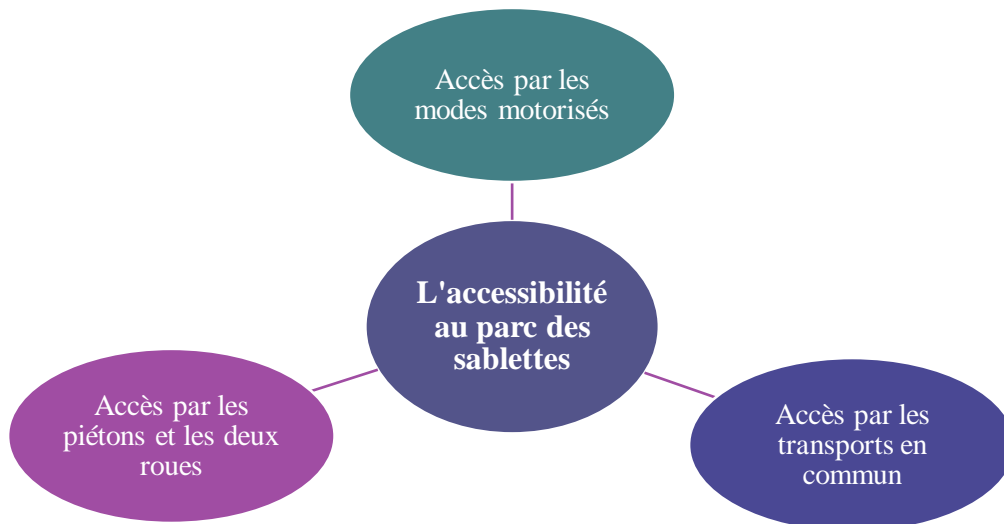 Accès par les
modes motorisés
L'accessibilité
au parc des
sablettes
Accès par les
piétons et les deux
roues
Accès par les
transports en
commun